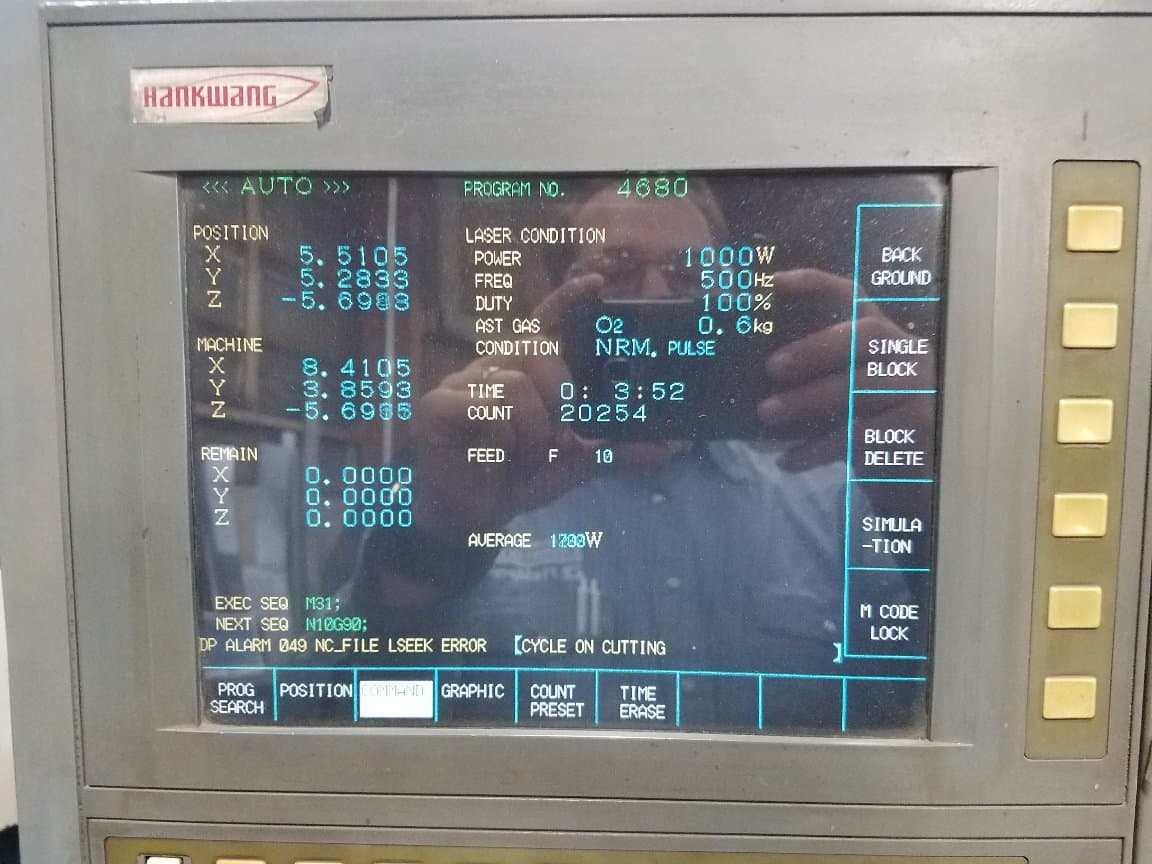 HANKWANG
<<< AUTO >>> PROGRAM NO. 4680
POSITION
X 5.5105
Y 5.2833
Z
MACHINE
X 8.4105
Y 3.8593
Z
REMAIN
X 0.0000
Y 0.0000
Z 0.0000
LASER CONDITION
POWER 1000W
FREQ 500Hz
DUTY 100%
AST GAS O2 0.6kg
CONDITION NRM. PULSE
TIME 0: 3:52
COUNT 20254
FEED F 10
AVERAGE
EXEC SEQ M31;
NEXT SEQ N10G90;
DP ALARM 049 NC_FILE LSEEK ERROR [CYCLE ON CUTTING ]
BACK
GROUND
SINGLE
BLOCK
BLOCK
DELETE
SIMULA
-TION
M CODE
LOCK
PROG
SEARCH
POSITION
COMMAND
GRAPHIC
COUNT
PRESET
TIME
ERASE